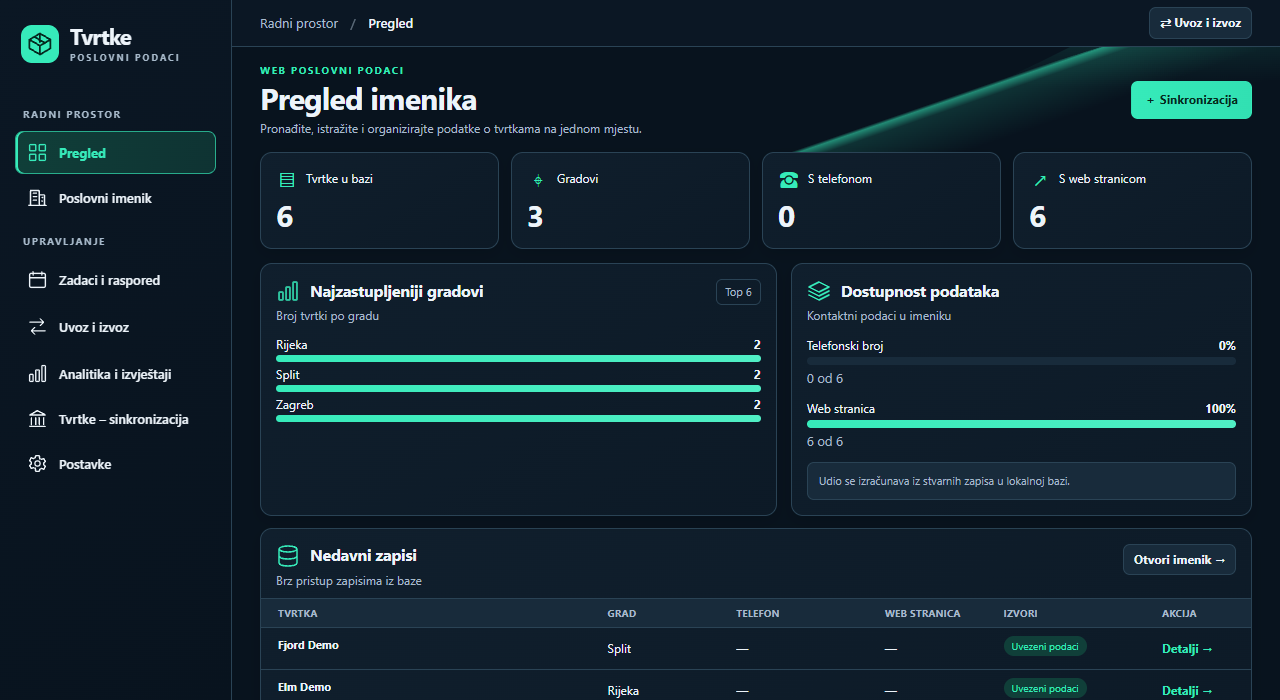 Tvrtke
POSLOVNI PODACI
RADNI PROSTOR
Pregled
Poslovni imenik
UPRAVLJANJE
Zadaci i raspored
Uvoz i izvoz
Analitika i izvještaji
Tvrtke – sinkronizacija
Postavke
Radni prostor / Pregled
⇄ Uvoz i izvoz
WEB POSLOVNI PODACI
Pregled imenika
Pronađite, istražite i organizirajte podatke o tvrtkama na jednom mjestu.
+ Sinkronizacija
Tvrtke u bazi
6
Gradovi
3
S telefonom
0
S web stranicom
6
Najzastupljeniji gradovi
Top 6
Broj tvrtki po gradu
Rijeka 2
Split 2
Zagreb 2
Dostupnost podataka
Kontaktni podaci u imeniku
Telefonski broj 0%
0 od 6
Web stranica 100%
6 od 6
Udio se izračunava iz stvarnih zapisa u lokalnoj bazi.
Nedavni zapisi
Brz pristup zapisima iz baze
Otvori imenik →
TVRTKA GRAD TELEFON WEB STRANICA IZVORI AKCIJA
Fjord Demo Split — — Uvezeni podaci Detalji →
Elm Demo Rijeka — — Uvezeni podaci Detalji →